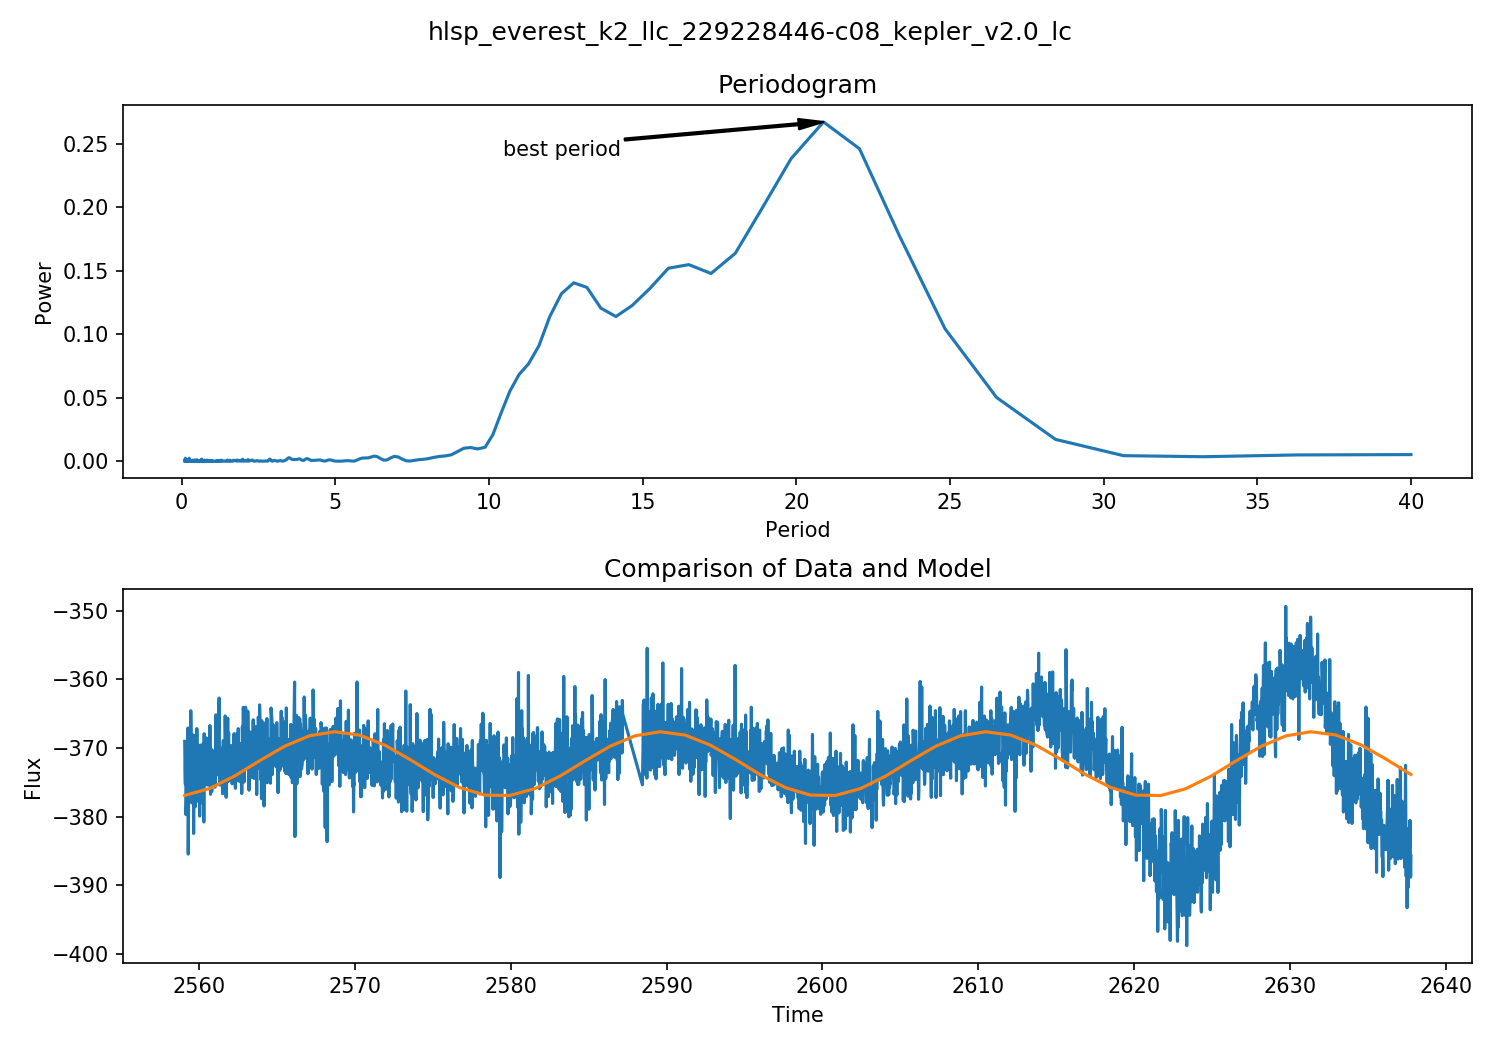 hlsp_everest_k2_llc_229228446-c08_kepler_v2.0_lc
Periodogram
best period
Power
0.25
0.20
0.15
0.10
0.05
0.00
0 5 10 15 20 25 30 35 40
Period
Comparison of Data and Model
Flux
−350
−360
−370
−380
−390
−400
2560 2570 2580 2590 2600 2610 2620 2630 2640
Time